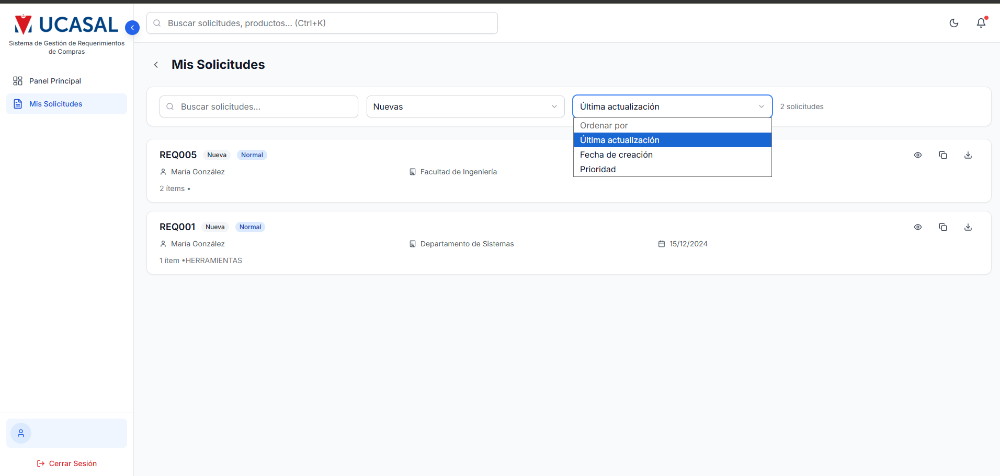 UCASAL
Sistema de Gestión de Requerimientos
de Compras
Panel Principal
Mis Solicitudes
Cerrar Sesión
Buscar solicitudes, productos... (Ctrl+K)
Mis Solicitudes
Buscar solicitudes...
Nuevas
Última actualización
2 solicitudes
Ordenar por
Última actualización
Fecha de creación
Prioridad
REQ005 Nueva Normal
María González Facultad de Ingeniería
2 ítems •
REQ001 Nueva Normal
María González Departamento de Sistemas 15/12/2024
1 ítem •HERRAMIENTAS